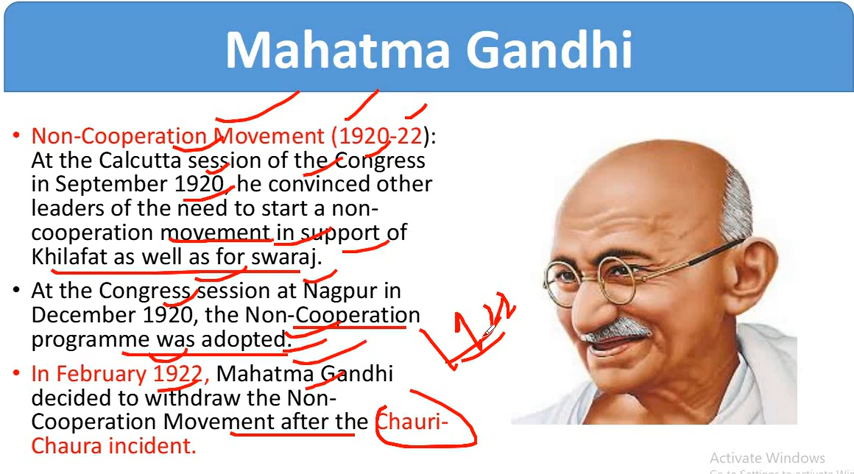 Mahatma Gandhi
• Non-Cooperation Movement (1920-22):
At the Calcutta session of the Congress
in September 1920, he convinced other
leaders of the need to start a non-
cooperation movement in support of
Khilafat as well as for swaraj.
• At the Congress session at Nagpur in
December 1920, the Non-Cooperation
programme was adopted.
• In February 1922, Mahatma Gandhi
decided to withdraw the Non-
Cooperation Movement after the Chauri-
Chaura incident.
Activate Windows